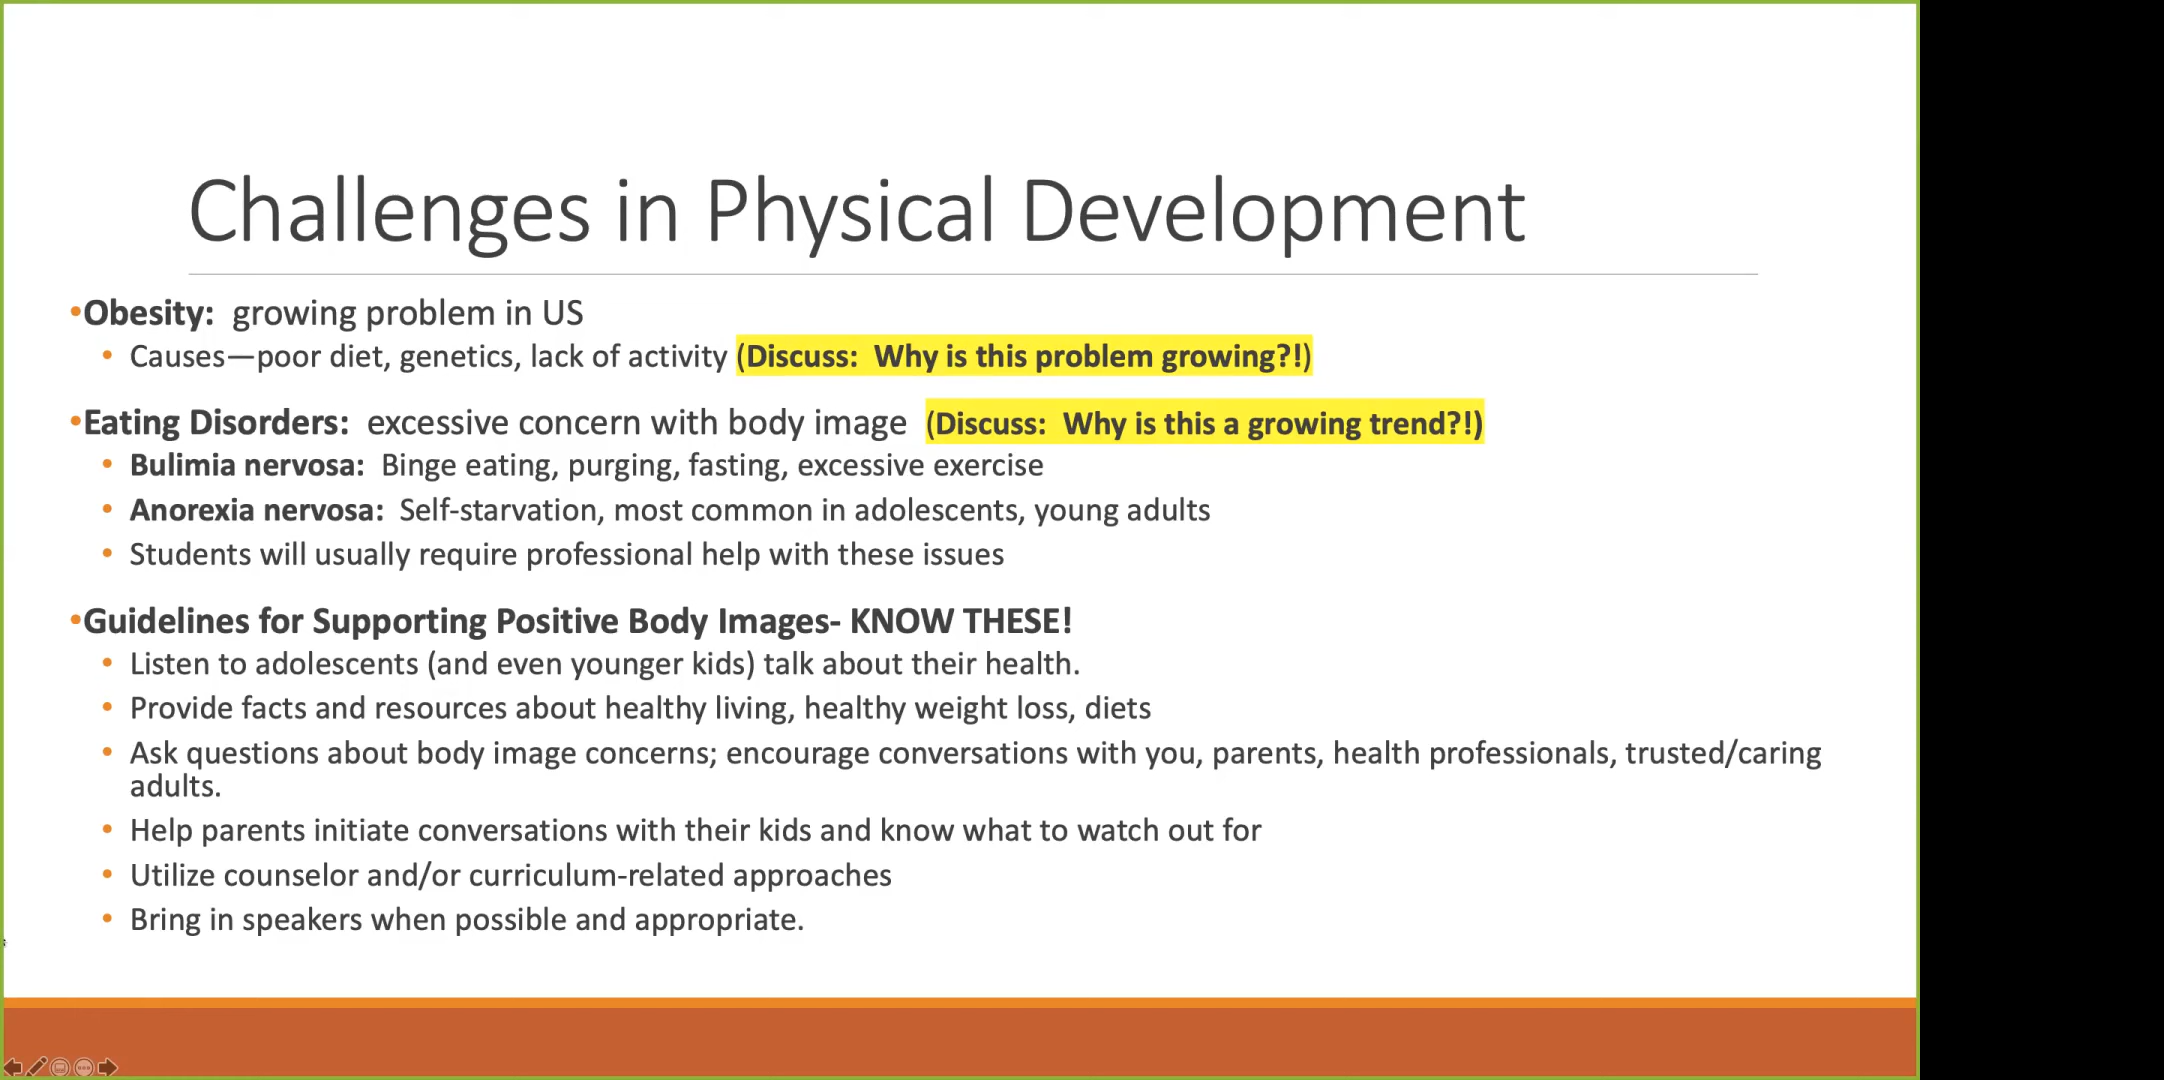 Challenges in Physical Development
•Obesity:  growing problem in US
• Causes—poor diet, genetics, lack of activity (Discuss:  Why is this problem growing?!)
•Eating Disorders:  excessive concern with body image  (Discuss:  Why is this a growing trend?!)
• Bulimia nervosa:  Binge eating, purging, fasting, excessive exercise
• Anorexia nervosa:  Self-starvation, most common in adolescents, young adults
• Students will usually require professional help with these issues
•Guidelines for Supporting Positive Body Images- KNOW THESE!
• Listen to adolescents (and even younger kids) talk about their health.
• Provide facts and resources about healthy living, healthy weight loss, diets
• Ask questions about body image concerns; encourage conversations with you, parents, health professionals, trusted/caring
adults.
• Help parents initiate conversations with their kids and know what to watch out for
• Utilize counselor and/or curriculum-related approaches
• Bring in speakers when possible and appropriate.